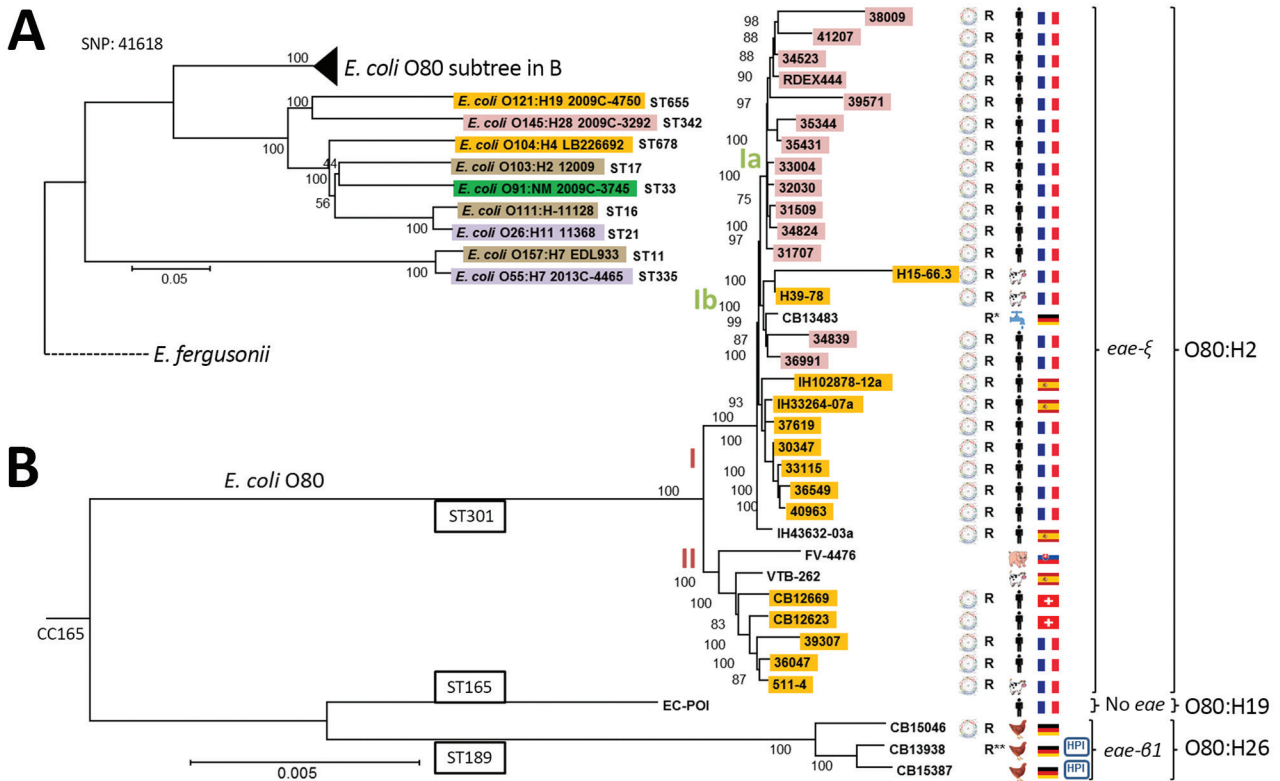 A
SNP: 41618
100
E. coli O80 subtree in B
100
E. coli O121:H19 2009C-4750 ST655
E. coli O145:H28 2009C-3292 ST342
100
E. coli O104:H4 LB226692 ST678
44
E. coli O103:H2 12009 ST17
100
E. coli O91:NM 2009C-3745 ST33
56
E. coli O111:H-11128 ST16
100
E. coli O26:H11 11368 ST21
E. coli O157:H7 EDL933 ST11
100
E. coli O55:H7 2013C-4465 ST335
0.05
E. fergusonii
B
E. coli O80
ST301
CC165
ST165
ST189
0.005
I
II
Ia
Ib
98
88
88
90
97
100
100
75
100
97
100
100
99
87
100
93
100
100
100
100
100
100
100
100
83
100
87
100
100
38009 R
41207 R
34523 R
RDEX444 R
39571 R
35344 R
35431 R
33004 R
32030 R
31509 R
34824 R
31707 R
H15-66.3 R
H39-78 R
CB13483 R*
34839 R
36991 R
IH102878-12a R
IH33264-07a R
37619 R
30347 R
33115 R
36549 R
40963 R
IH43632-03a R
FV-4476
VTB-262
CB12669 R
CB12623
39307 R
36047 R
511-4 R
EC-POI
CB15046 R
CB13938 R** HPI
CB15387 HPI
eae-ξ O80:H2
No eae O80:H19
eae-β1 O80:H26